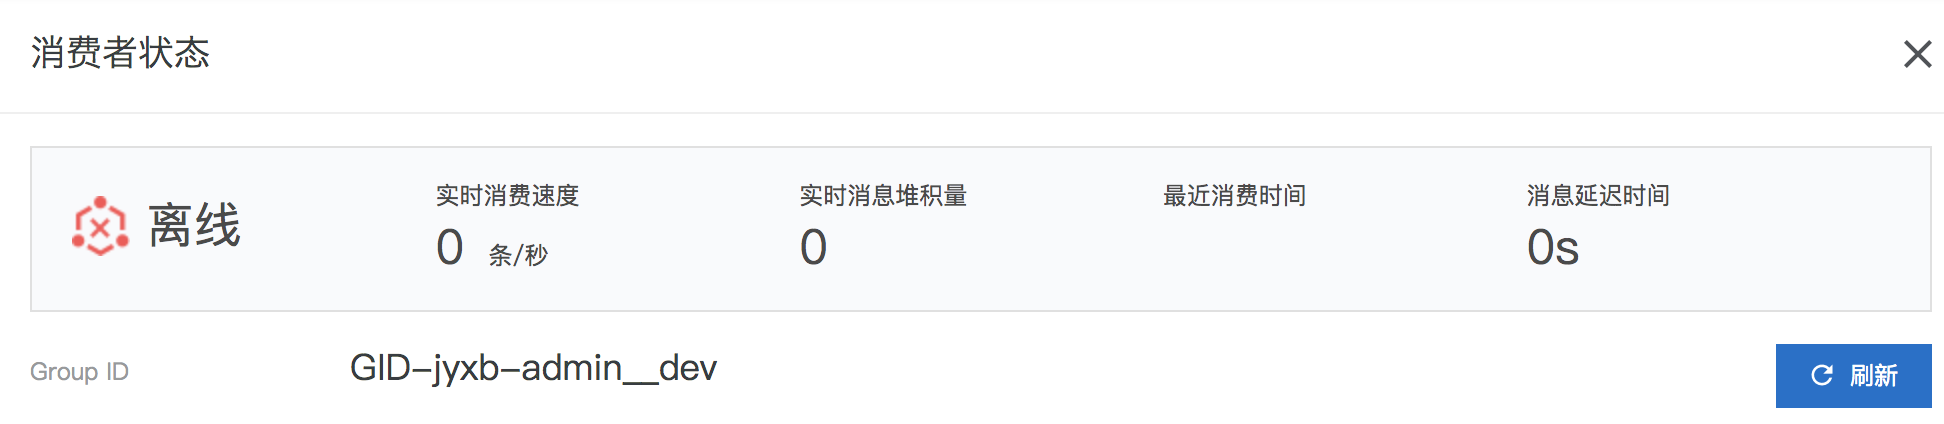 消费者状态
离线
实时消费速度
0 条/秒
实时消息堆积量
0
最近消费时间
消息延迟时间
0s
Group ID
GID-jyxb-admin__dev
刷新